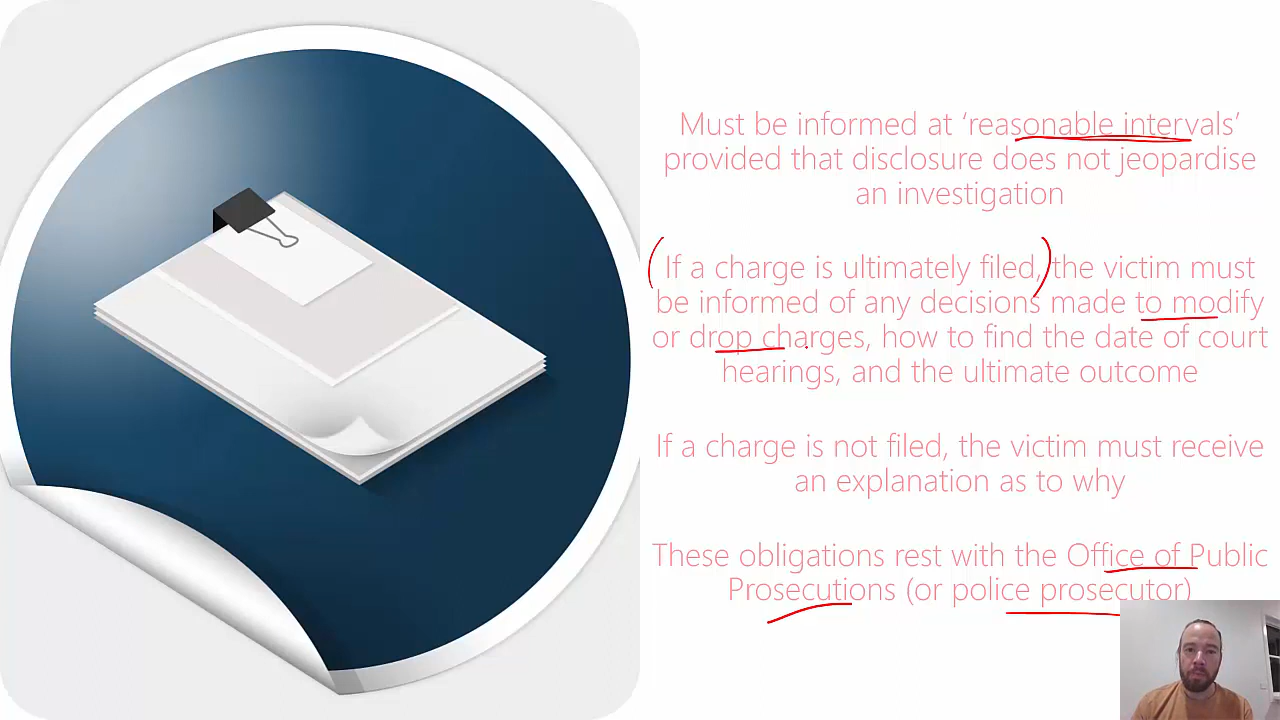 Must be informed at ‘reasonable intervals’
provided that disclosure does not jeopardise
an investigation
If a charge is ultimately filed, the victim must
be informed of any decisions made to modify
or drop charges, how to find the date of court
hearings, and the ultimate outcome
If a charge is not filed, the victim must receive
an explanation as to why
These obligations rest with the Office of Public
Prosecutions (or police prosecutor)